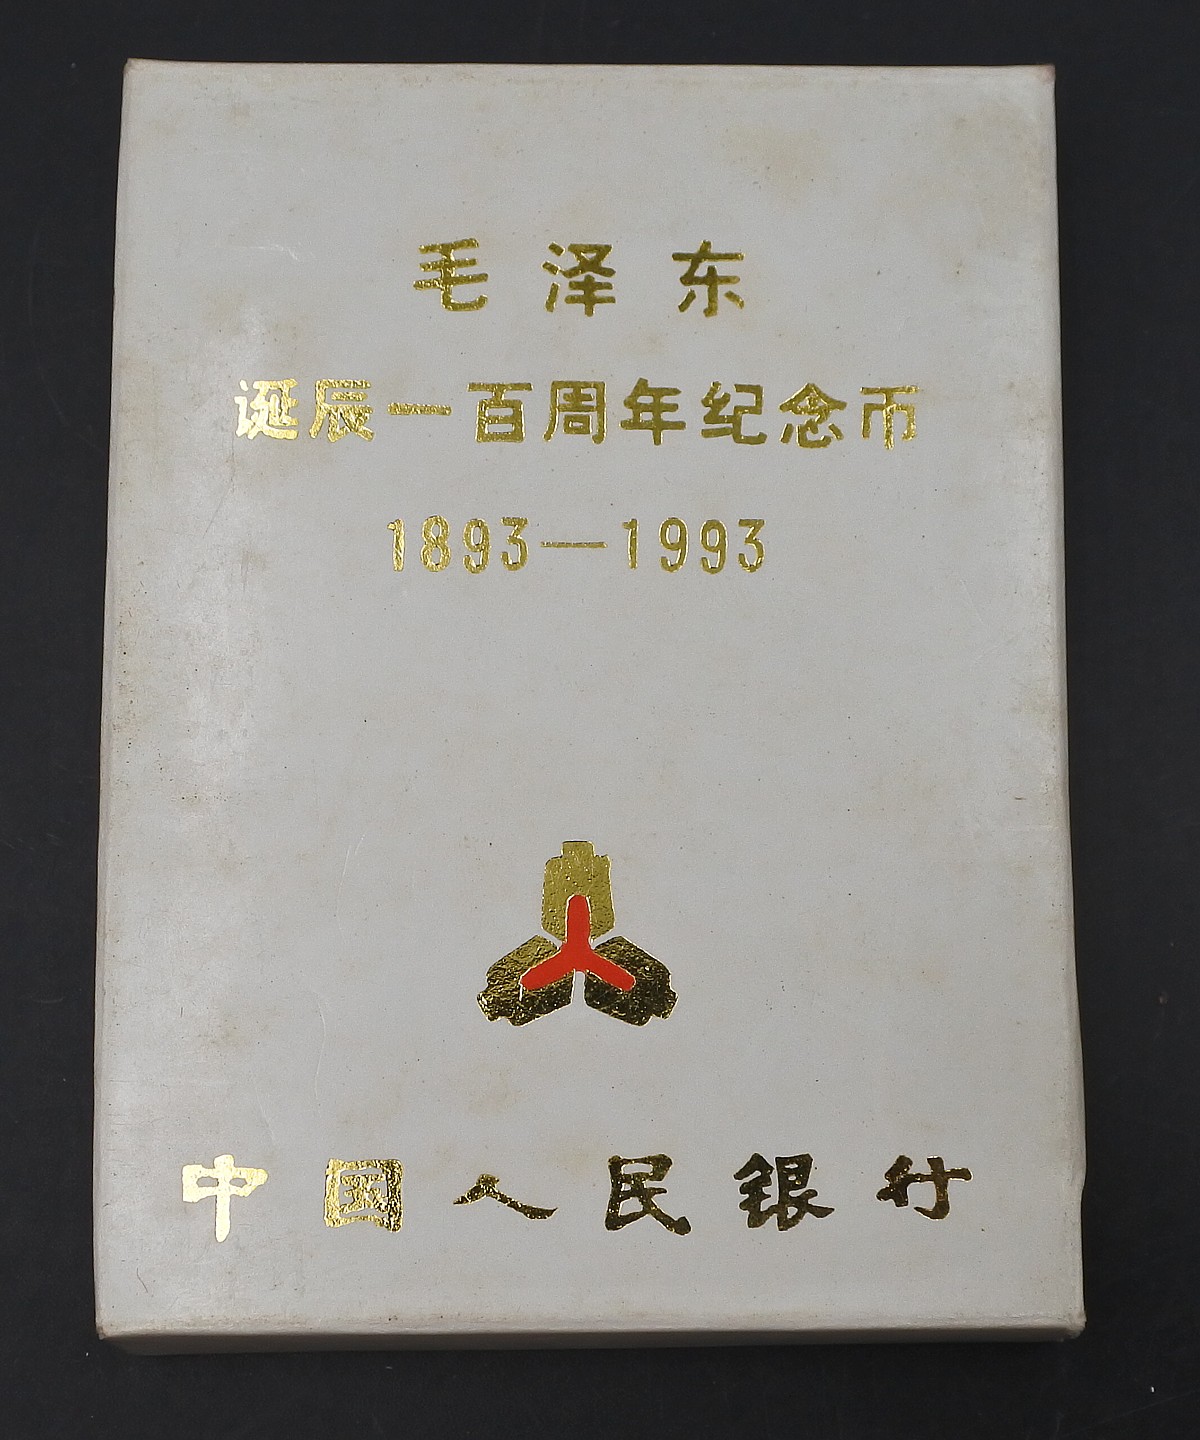 毛泽东
诞辰一百周年纪念币
1893—1993
中国人民银行